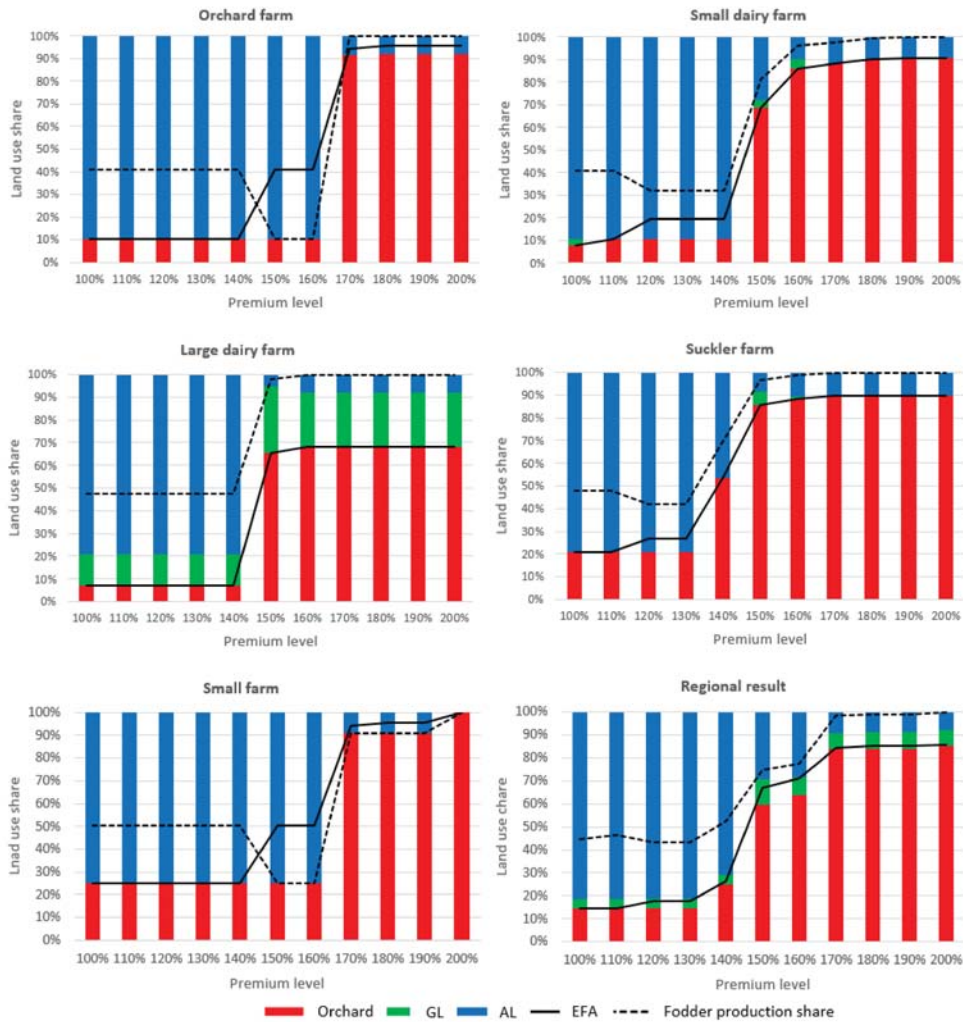 Orchard farm
100%
90%
80%
70%
60%
50%
40%
30%
20%
10%
0%
Land use share
100% 110% 120% 130% 140% 150% 160% 170% 180% 190% 200%
Premium level
Small dairy farm
100%
90%
80%
70%
60%
50%
40%
30%
20%
10%
0%
Land use share
100% 110% 120% 130% 140% 150% 160% 170% 180% 190% 200%
Premium level
Large dairy farm
100%
90%
80%
70%
60%
50%
40%
30%
20%
10%
0%
Land use share
100% 110% 120% 130% 140% 150% 160% 170% 180% 190% 200%
Premium level
Suckler farm
100%
90%
80%
70%
60%
50%
40%
30%
20%
10%
0%
Land use share
100% 110% 120% 130% 140% 150% 160% 170% 180% 190% 200%
Premium level
Small farm
100%
90%
80%
70%
60%
50%
40%
30%
20%
10%
0%
Lnad use share
100% 110% 120% 130% 140% 150% 160% 170% 180% 190% 200%
Premium level
Regional result
100%
90%
80%
70%
60%
50%
40%
30%
20%
10%
0%
Land use chare
100% 110% 120% 130% 140% 150% 160% 170% 180% 190% 200%
Premium level
Orchard GL AL EFA Fodder production share